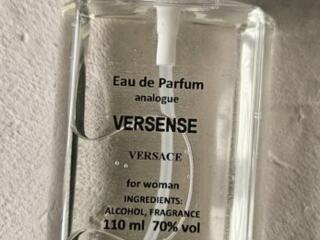 Eau de Parfum
analogue
VERSENSE
VERSACE
for woman
INGREDIENTS:
ALCOHOL, FRAGRANCE
110 ml 70% vol